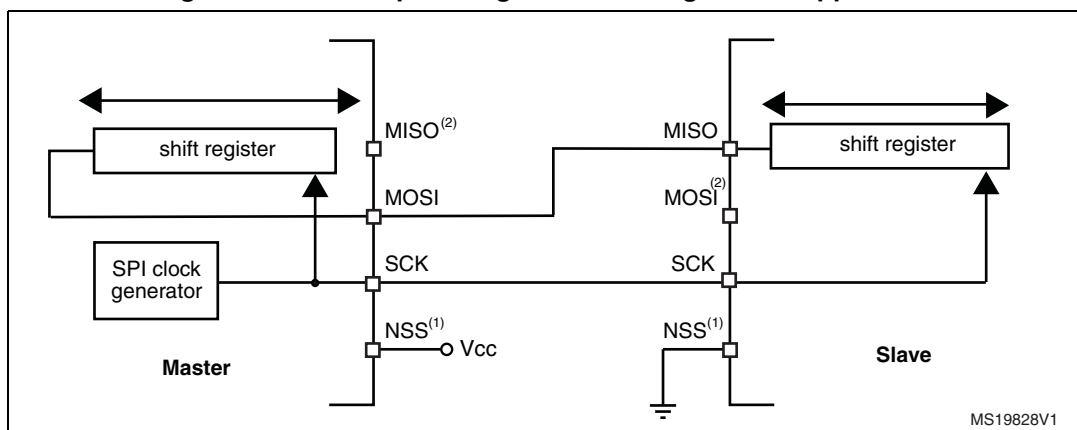 shift register
MISO(2)
MISO
shift register
MOSI
MOSI(2)
SPI clock
generator
SCK
SCK
NSS(1)
Vcc
NSS(1)
Master
Slave
MS19828V1